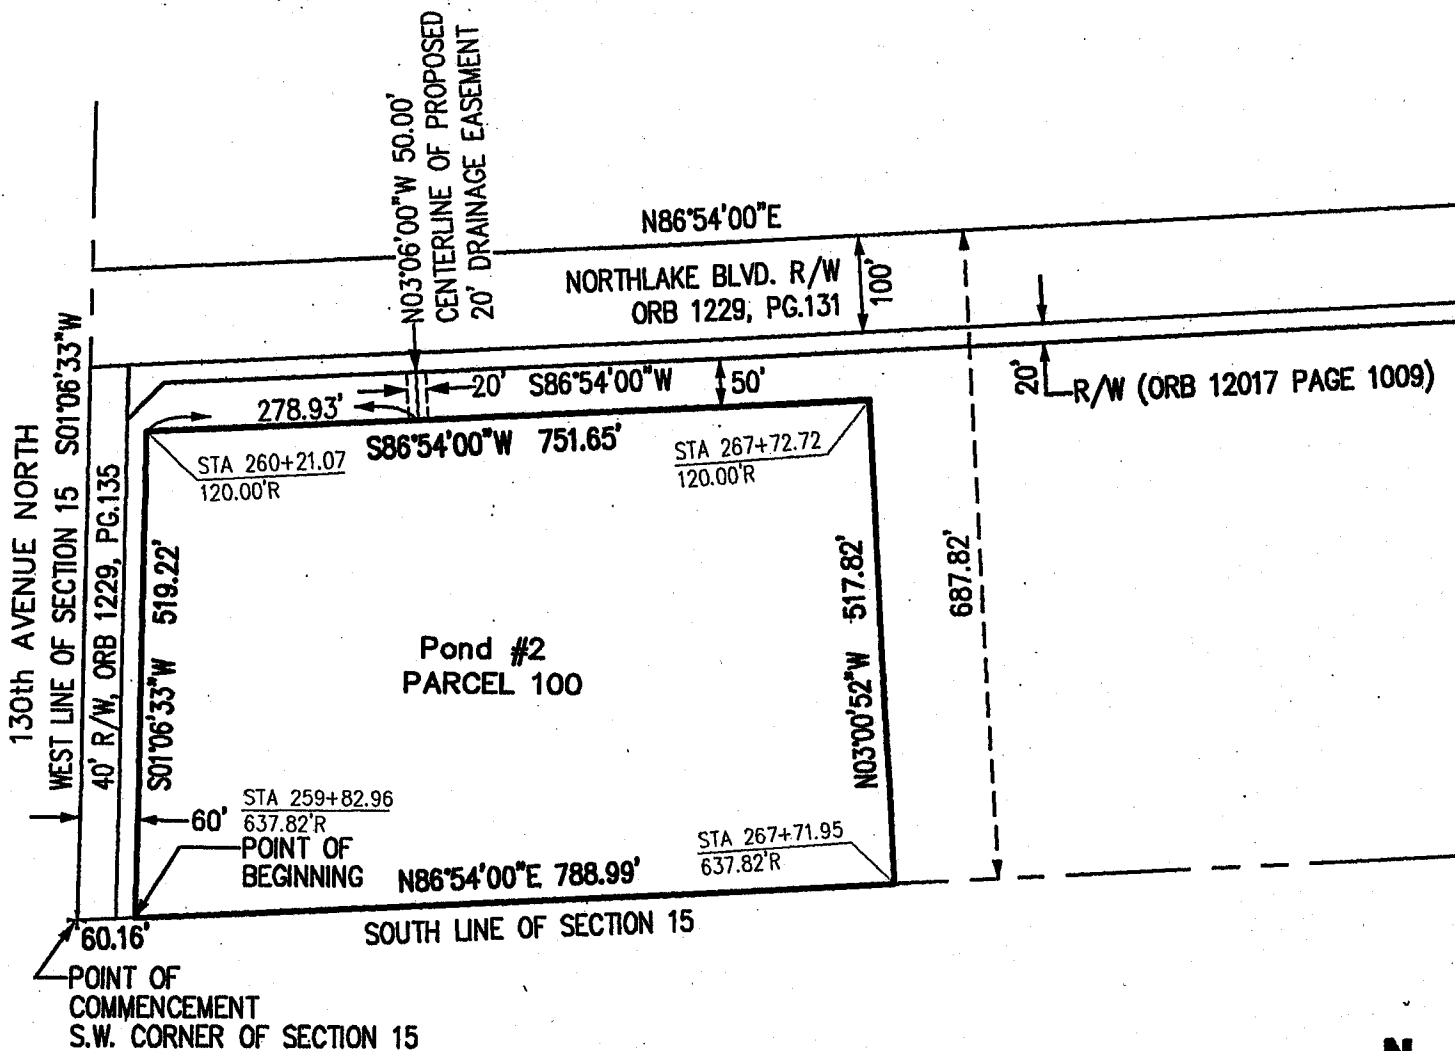 N03°06'00"W 50.00'
CENTERLINE OF PROPOSED
20' DRAINAGE EASEMENT
N86°54'00"E
NORTHLAKE BLVD. R/W
ORB 1229, PG.131
100'
20'
R/W (ORB 12017 PAGE 1009)
20'
S86°54'00"W
50'
278.93'
S86°54'00"W 751.65'
STA 260+21.07
120.00'R
STA 267+72.72
120.00'R
130th AVENUE NORTH
WEST LINE OF SECTION 15 S01°06'33"W
40' R/W, ORB 1229, PG.135
S01°06'33"W 519.22'
Pond #2
PARCEL 100
N03°00'52"W 517.82'
687.82'
60'
STA 259+82.96
637.82'R
POINT OF
BEGINNING
N86°54'00"E 788.99'
STA 267+71.95
637.82'R
SOUTH LINE OF SECTION 15
60.16'
POINT OF
COMMENCEMENT
S.W. CORNER OF SECTION 15
N